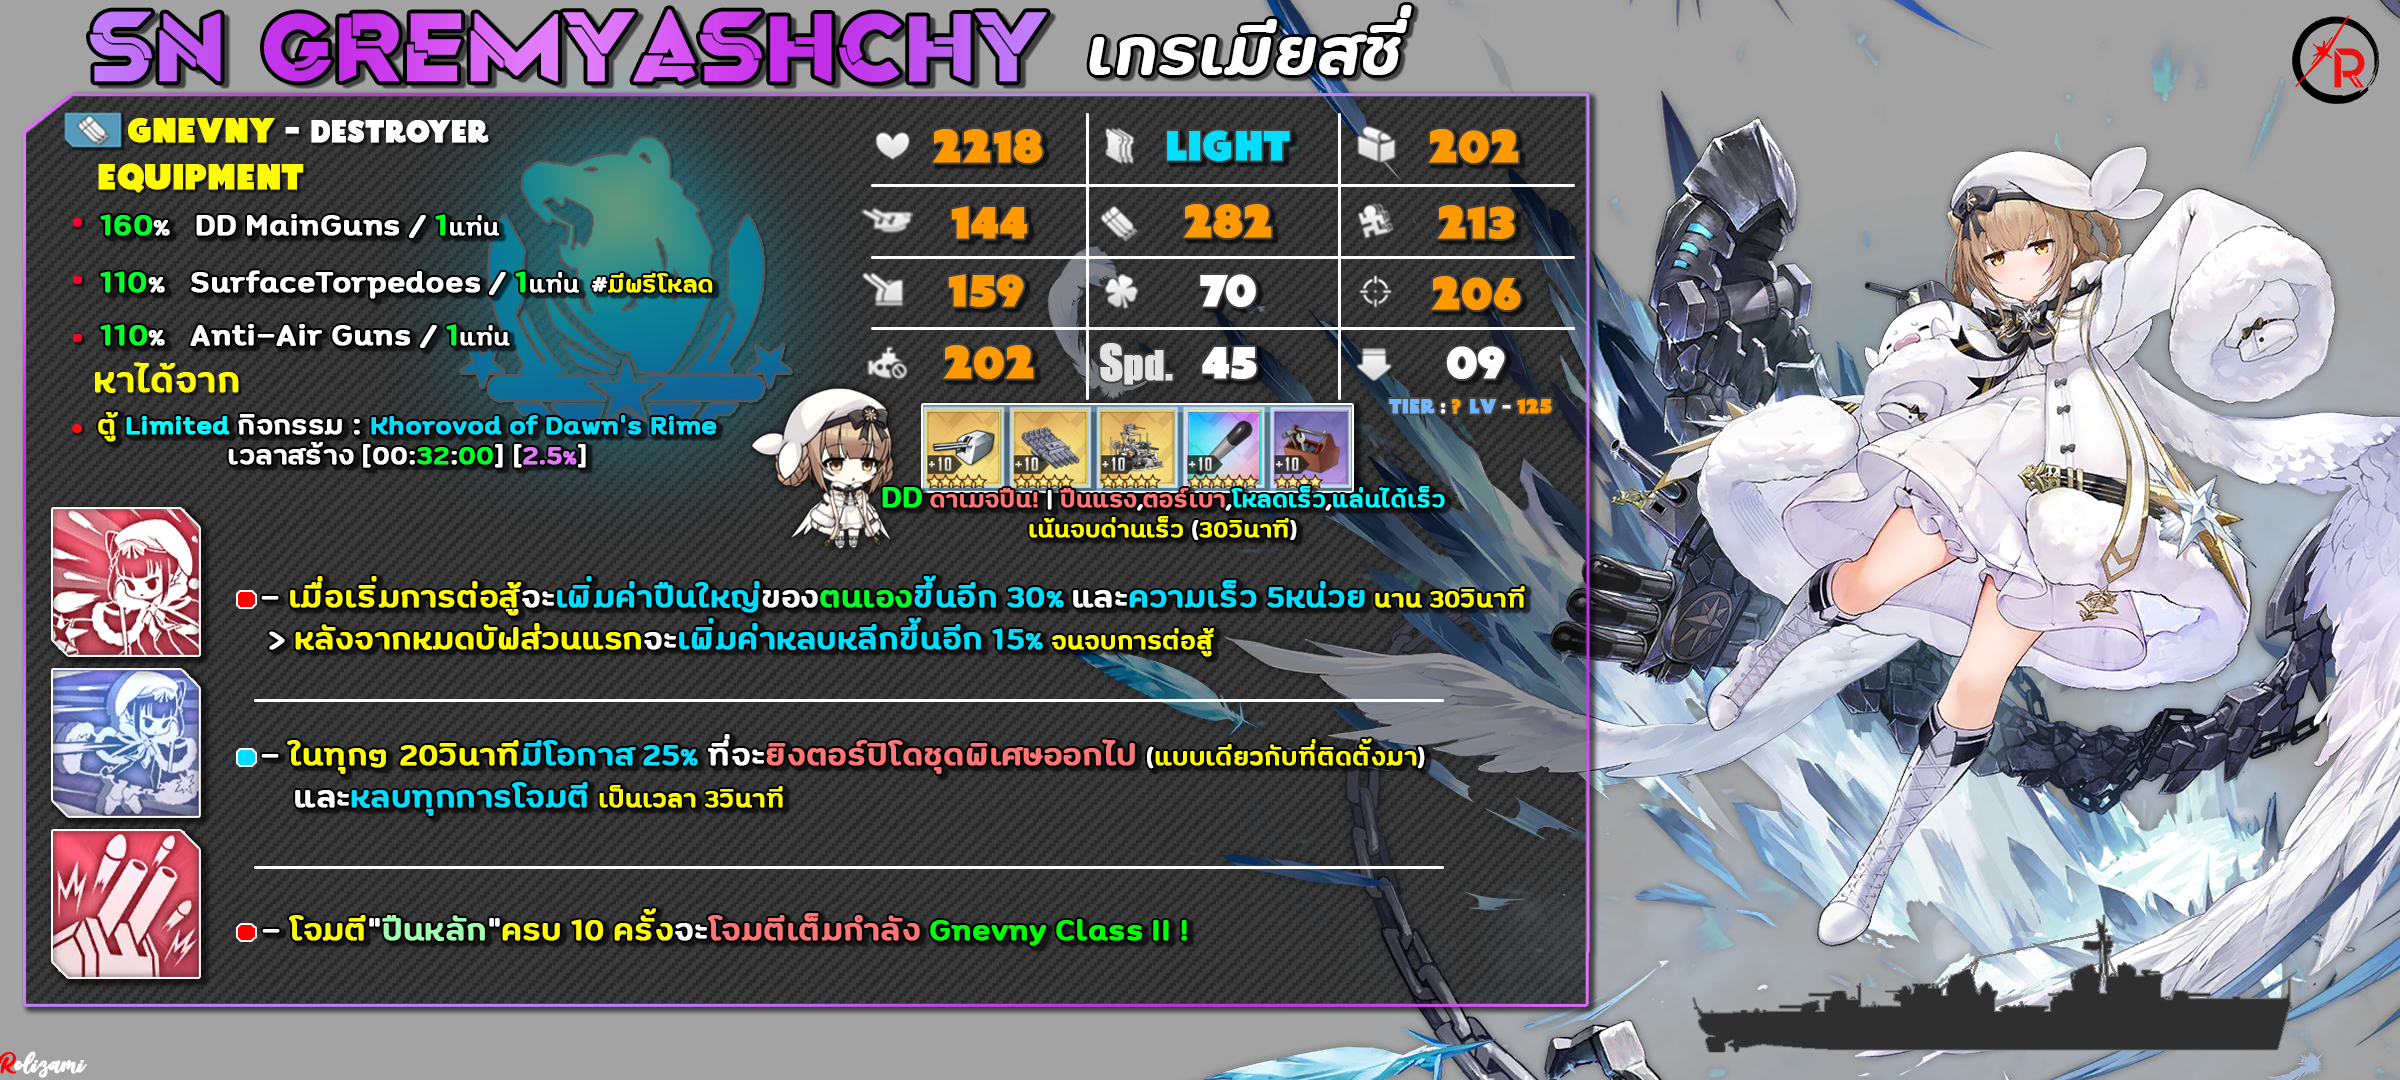 SN GREMYASHCHY เกรเมียสชี่
R
GNEVNY - DESTROYER
EQUIPMENT
160% DD MainGuns / 1แท่น
110% SurfaceTorpedoes / 1แท่น #มีพรีโหลด
110% Anti-Air Guns / 1แท่น
หาได้จาก
ตู้ Limited กิจกรรม : Khorovod of Dawn's Rime
เวลาสร้าง [00:32:00] [2.5%]
2218 LIGHT 202
144 282 213
159 70 206
202 Spd. 45 09
TIER : ? LV - 125
+10 +10 +10 +10 +10
DD ดาเมจปืน! | ปืนแรง,ตอร์เบา,โหลดเร็ว,แล่นได้เร็ว
เน้นจบด่านเร็ว (30วินาที)
- เมื่อเริ่มการต่อสู้จะเพิ่มค่าปืนใหญ่ของตนเองขึ้นอีก 30% และความเร็ว 5หน่วย นาน 30วินาที
> หลังจากหมดบัฟส่วนแรกจะเพิ่มค่าหลบหลีกขึ้นอีก 15% จนจบการต่อสู้
- ในทุกๆ 20วินาทีมีโอกาส 25% ที่จะยิงตอร์ปิโดชุดพิเศษออกไป (แบบเดียวกับที่ติดตั้งมา)
และหลบทุกการโจมตี เป็นเวลา 3วินาที
- โจมตี"ปืนหลัก"ครบ 10 ครั้งจะโจมตีเต็มกำลัง Gnevny Class II !
Rolizami